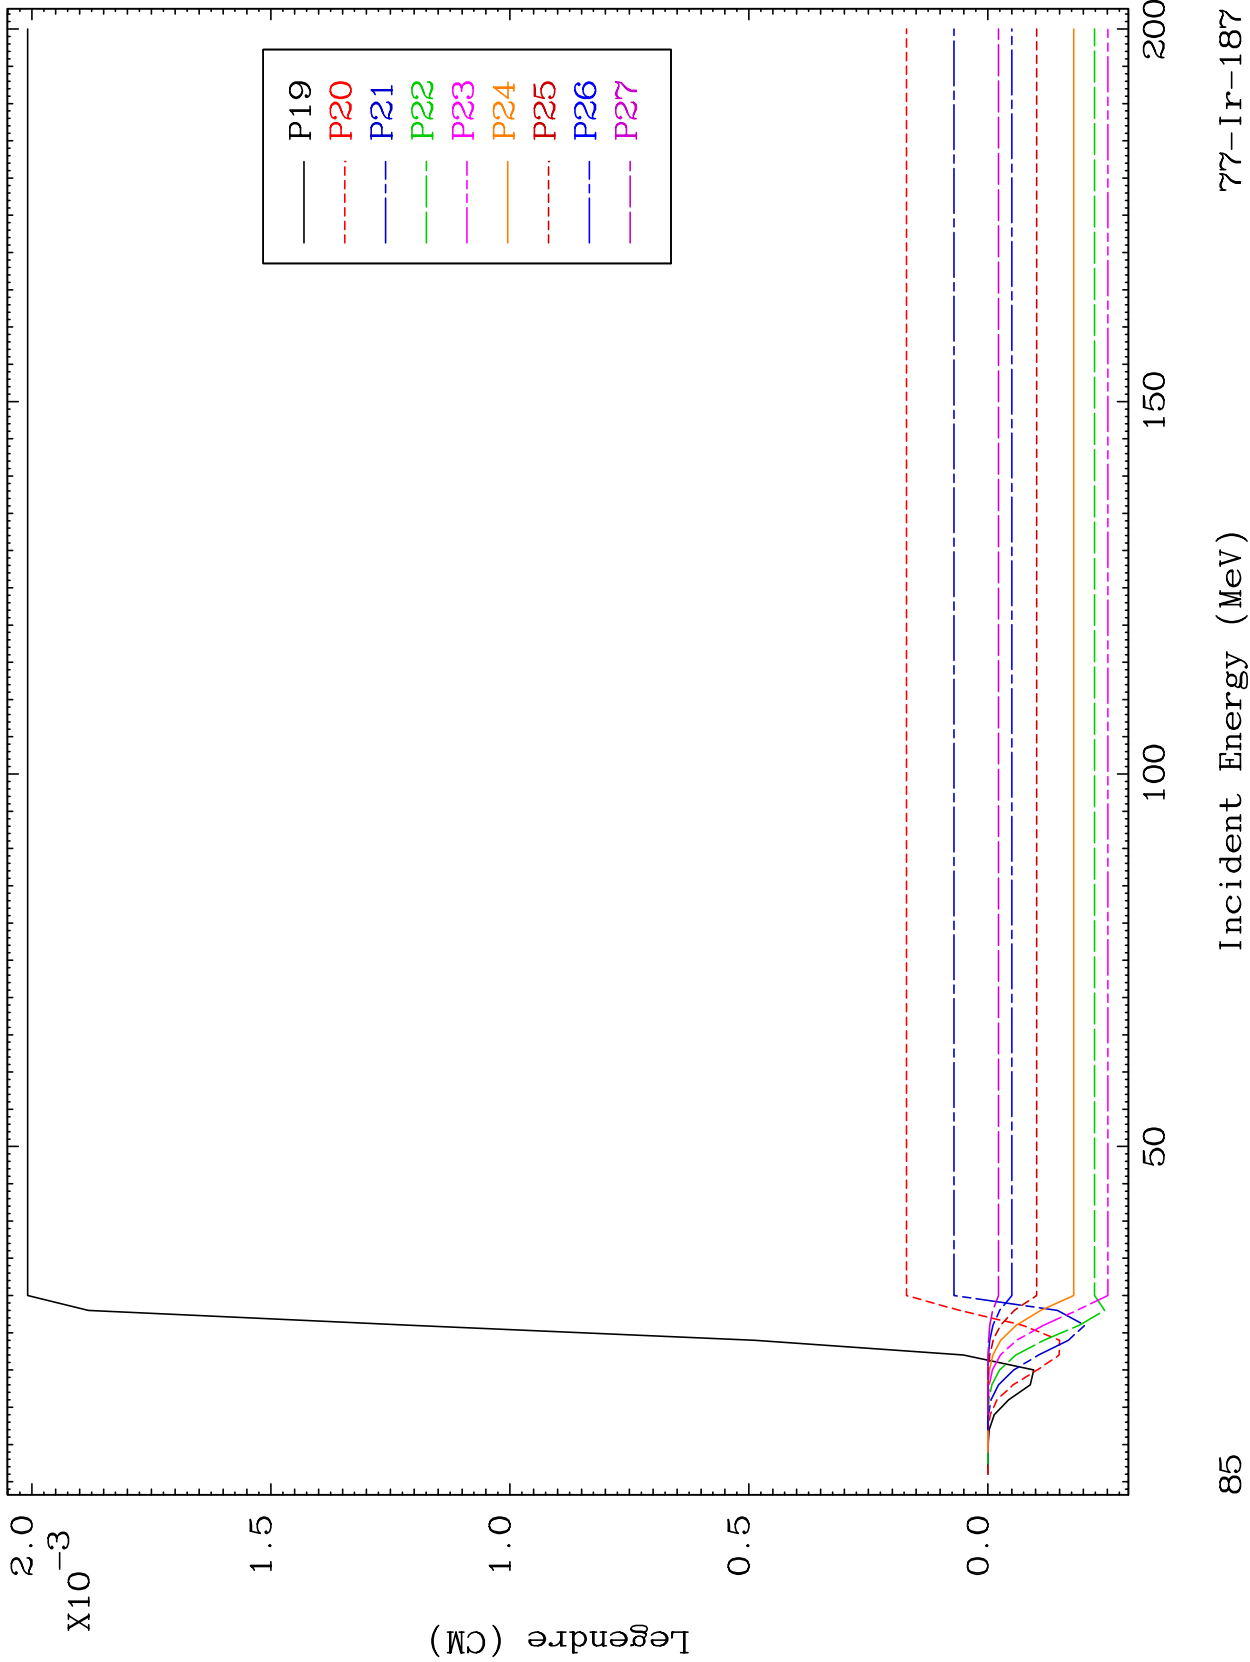 2.0
X10-3
1.5
1.0
0.5
0.0
Legendre (CM)
P19
P20
P21
P22
P23
P24
P25
P26
P27
50
100
150
200
Incident Energy (MeV)
85
77-Ir-187